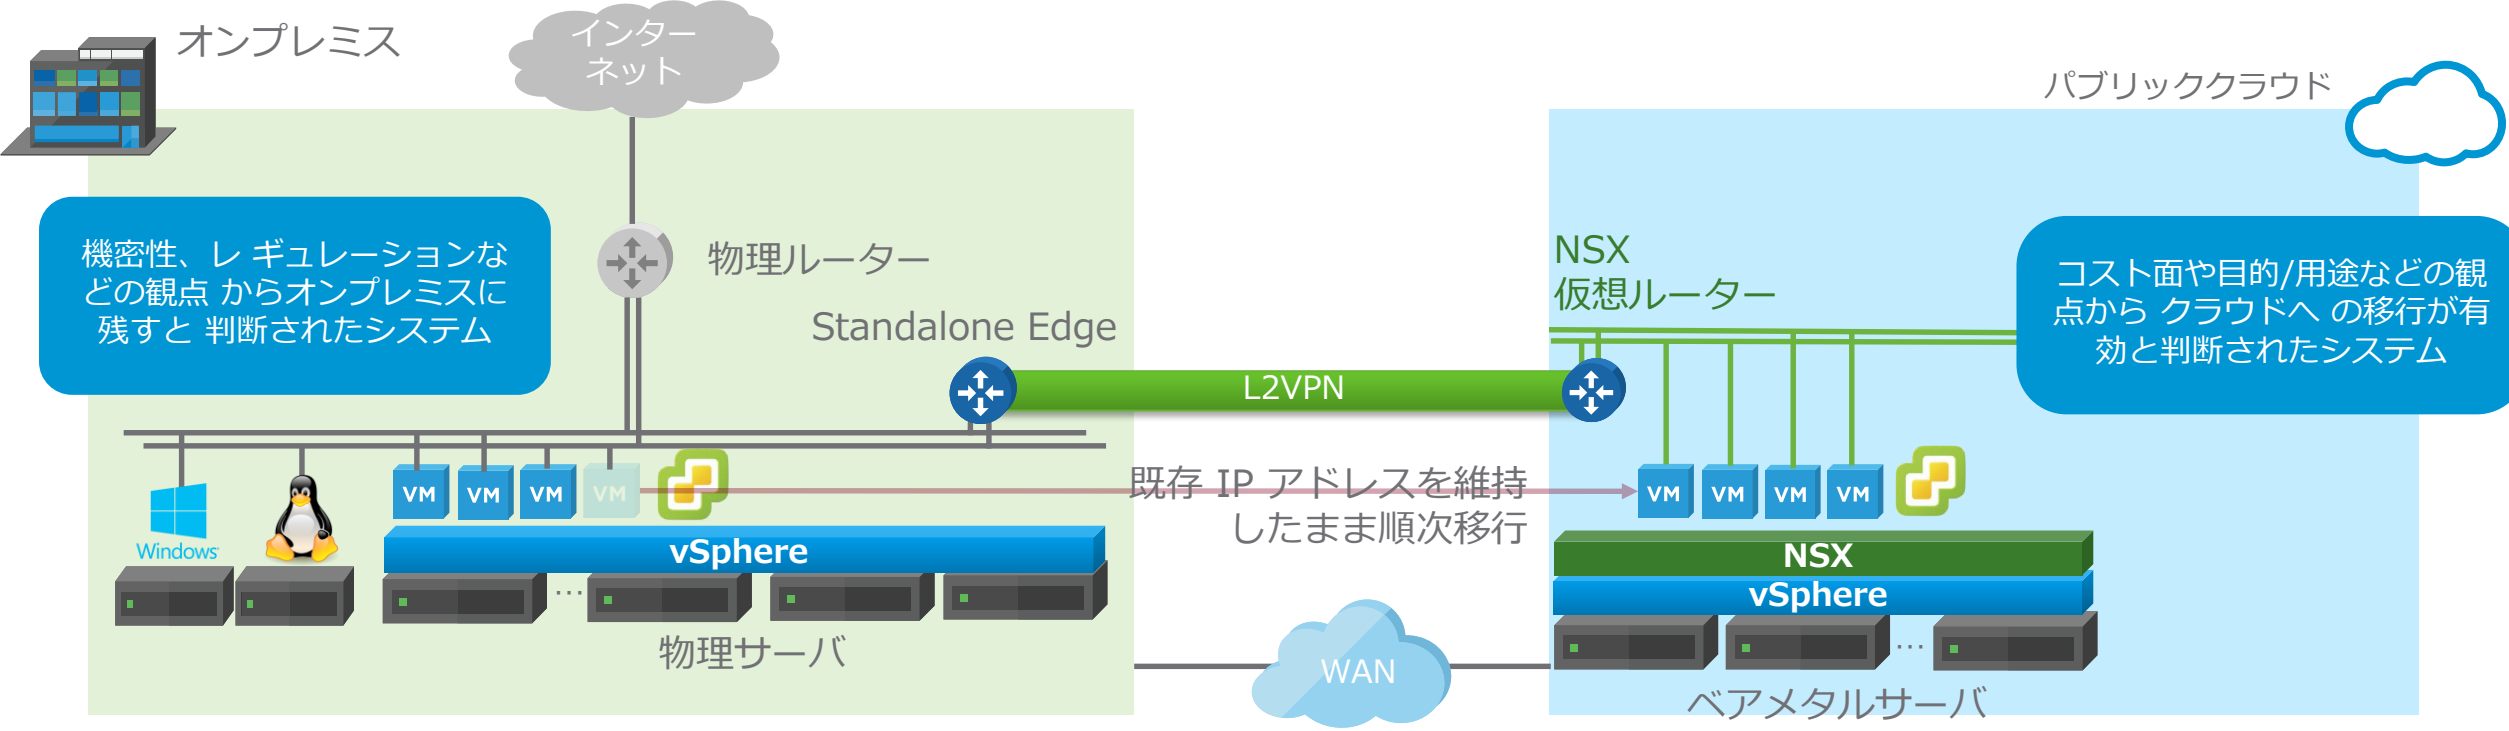 オンプレミス
インター
ネット
パブリッククラウド
機密性、レ ギュレーションな
どの観点 からオンプレミスに
残すと 判断されたシステム
物理ルーター
Standalone Edge
NSX
仮想ルーター
コスト面や目的/用途などの観
点から クラウドへ の移行が有
効と判断されたシステム
L2VPN
VM
VM
VM
VM
既存 IP アドレスを維持
したまま順次移行
VM
VM
VM
VM
Windows
vSphere
…
物理サーバ
NSX
vSphere
…
WAN
ベアメタルサーバ